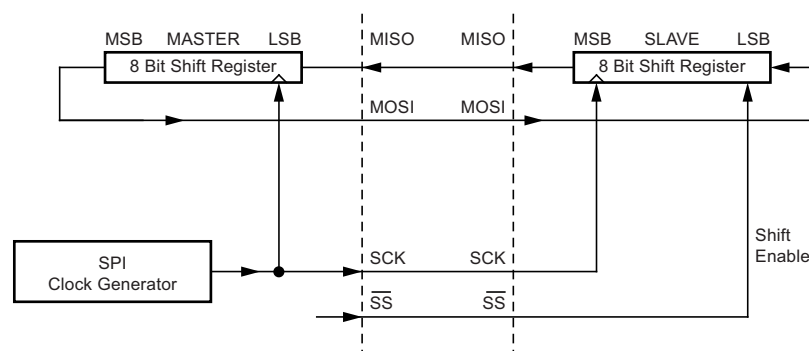 MSB MASTER LSB MISO MISO MSB SLAVE LSB
8 Bit Shift Register 8 Bit Shift Register
MOSI MOSI
Shift
Enable
SPI
Clock Generator
SCK SCK
SS SS